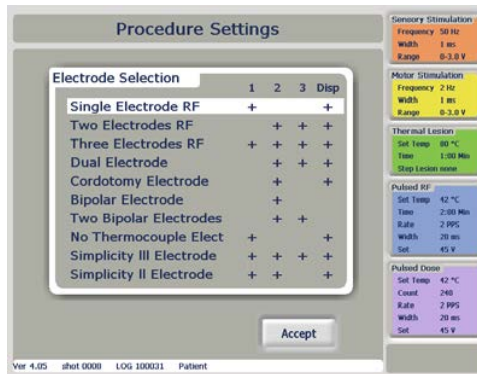 Procedure Settings
Electrode Selection
1 2 3 Disp
Single Electrode RF + +
Two Electrodes RF + + +
Three Electrodes RF + + + +
Dual Electrode + + +
Cordotomy Electrode + +
Bipolar Electrode +
Two Bipolar Electrodes + +
No Thermocouple Elect + +
Simplicity lll Electrode + + + +
Simplicity ll Electrode + + +
Accept
Ver 4.05 shot 0000 LOG 100031 Patient
Sensory Stimulation
Frequency 50 Hz
Width 1 ms
Range 0-3.0 V
Motor Stimulation
Frequency 2 Hz
Width 1 ms
Range 0-3.0 V
Thermal Lesion
Set Temp 80 °C
Time 1:00 Min
Step Lesion none
Pulsed RF
Set Temp 42 °C
Time 2:00 Min
Rate 2 PPS
Width 20 ms
Set 45 V
Pulsed Dose
Set Temp 42 °C
Count 240
Rate 2 PPS
Width 20 ms
Set 45 V